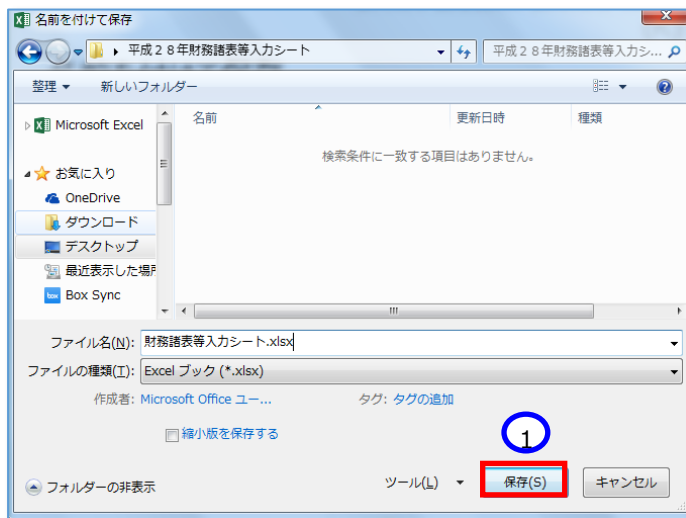 名前を付けて保存
平成２８年財務諸表等入力シート
平成２８年財務諸表等入力シ...
整理 新しいフォルダー
名前 更新日時 種類
検索条件に一致する項目はありません。
Microsoft Excel
お気に入り
OneDrive
ダウンロード
デスクトップ
最近表示した場所
Box Sync
ファイル名(N): 財務諸表等入力シート.xlsx
ファイルの種類(T): Excel ブック (*.xlsx)
作成者: Microsoft Office ユー... タグ: タグの追加
縮小版を保存する
1
フォルダーの非表示 ツール(L) 保存(S) キャンセル